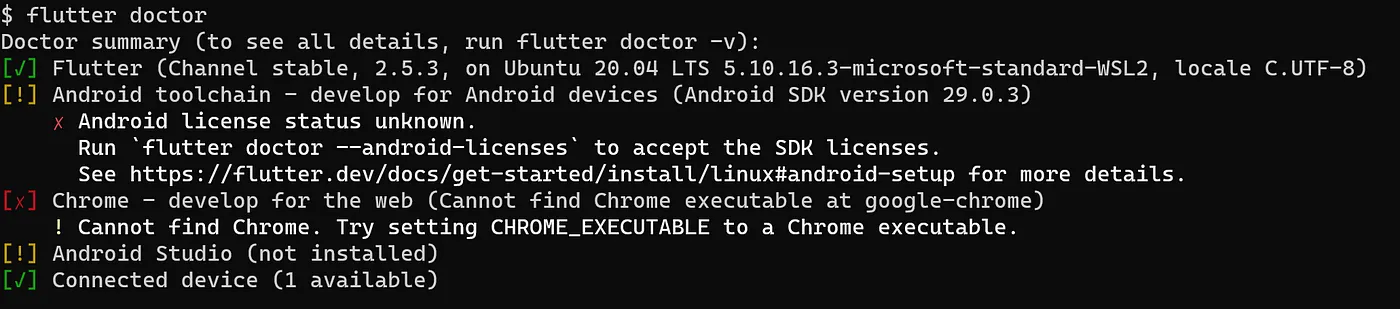 $ flutter doctor
Doctor summary (to see all details, run flutter doctor -v):
[√] Flutter (Channel stable, 2.5.3, on Ubuntu 20.04 LTS 5.10.16.3-microsoft-standard-WSL2, locale C.UTF-8)
[!] Android toolchain - develop for Android devices (Android SDK version 29.0.3)
    ✗ Android license status unknown.
      Run `flutter doctor --android-licenses` to accept the SDK licenses.
      See https://flutter.dev/docs/get-started/install/linux#android-setup for more details.
[✗] Chrome - develop for the web (Cannot find Chrome executable at google-chrome)
    ! Cannot find Chrome. Try setting CHROME_EXECUTABLE to a Chrome executable.
[!] Android Studio (not installed)
[√] Connected device (1 available)